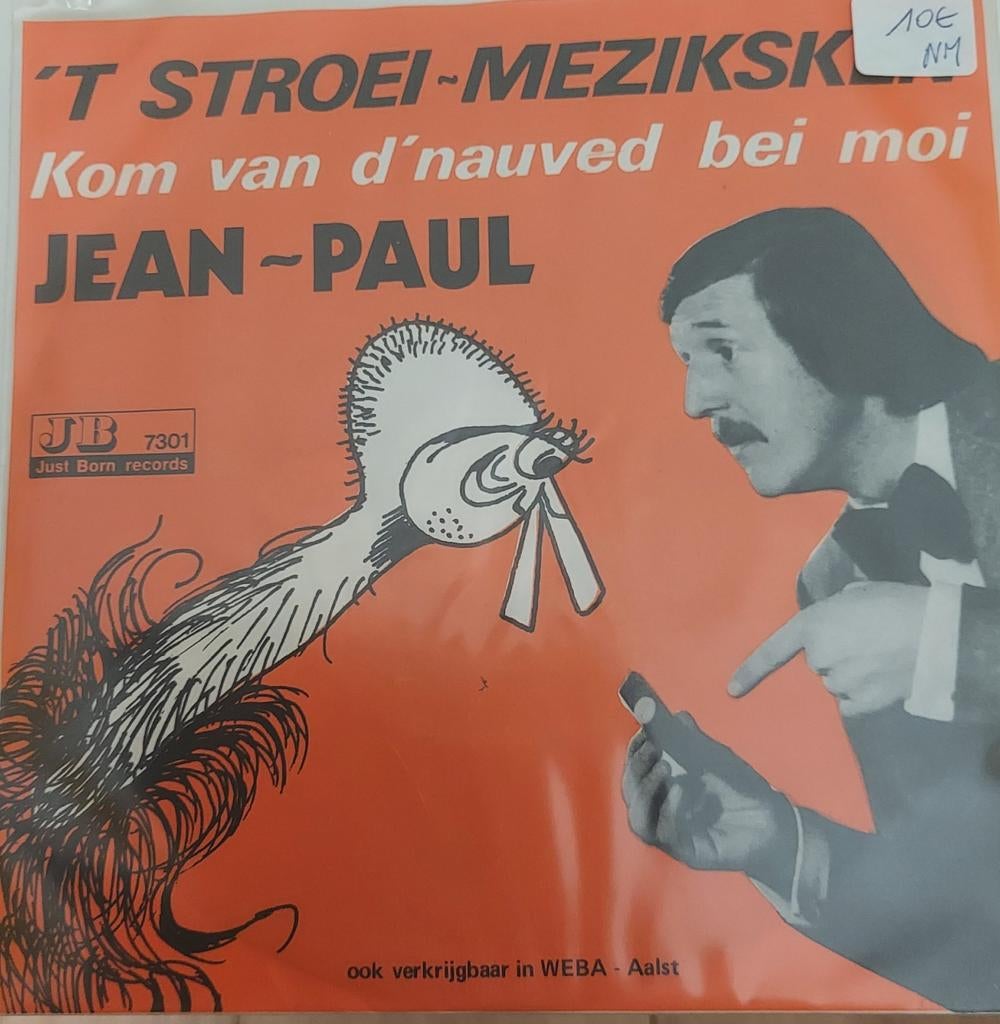 'T STROEI~MEZIKSKEN
10€
NM
Kom van d'nauved bei moi
JEAN~PAUL
JB 7301
Just Born records
ook verkrijgbaar in WEBA - Aalst